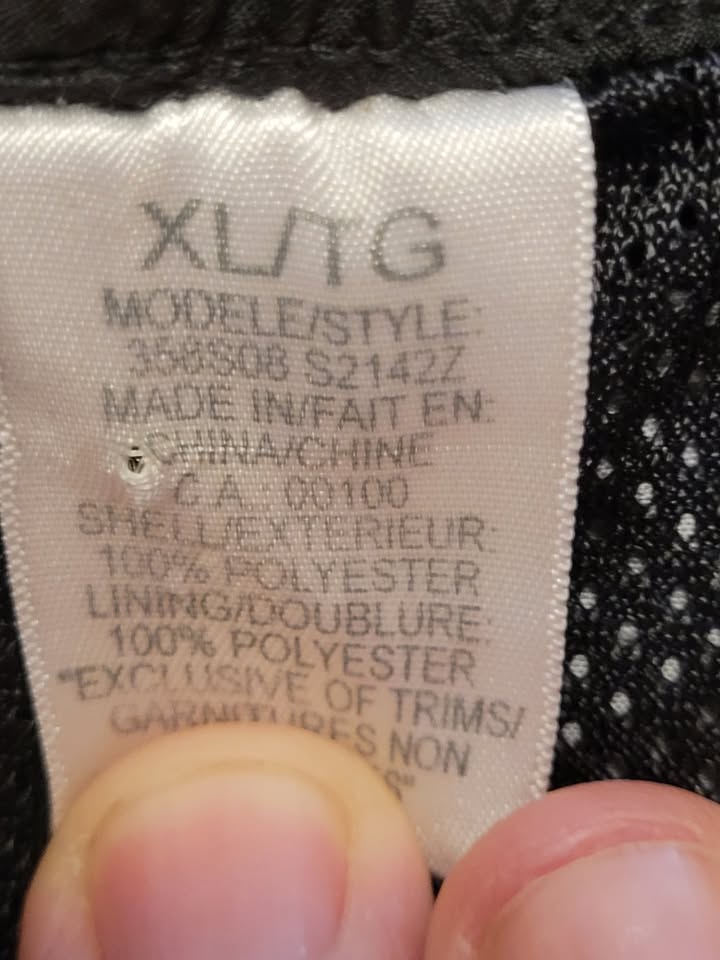 XL/TG
MODELE/STYLE:
358S08 S2142Z
MADE IN/FAIT EN:
CHINA/CHINE
CA 00100
SHELL/EXTERIEUR:
100% POLYESTER
LINING/DOUBLURE:
100% POLYESTER
"EXCLUSIVE OF TRIMS/
GARNITURES NON